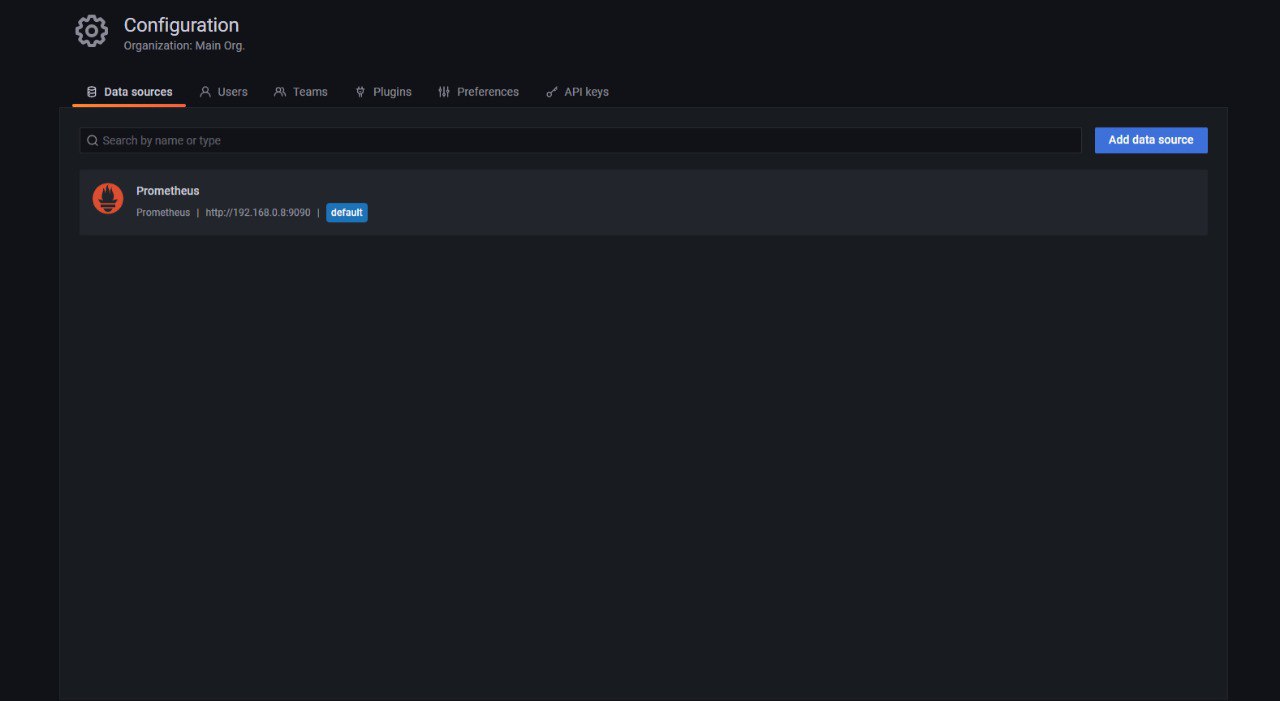 Configuration
Organization: Main Org.
Data sources Users Teams Plugins Preferences API keys
Search by name or type Add data source
Prometheus
Prometheus | http://192.168.0.8:9090 | default